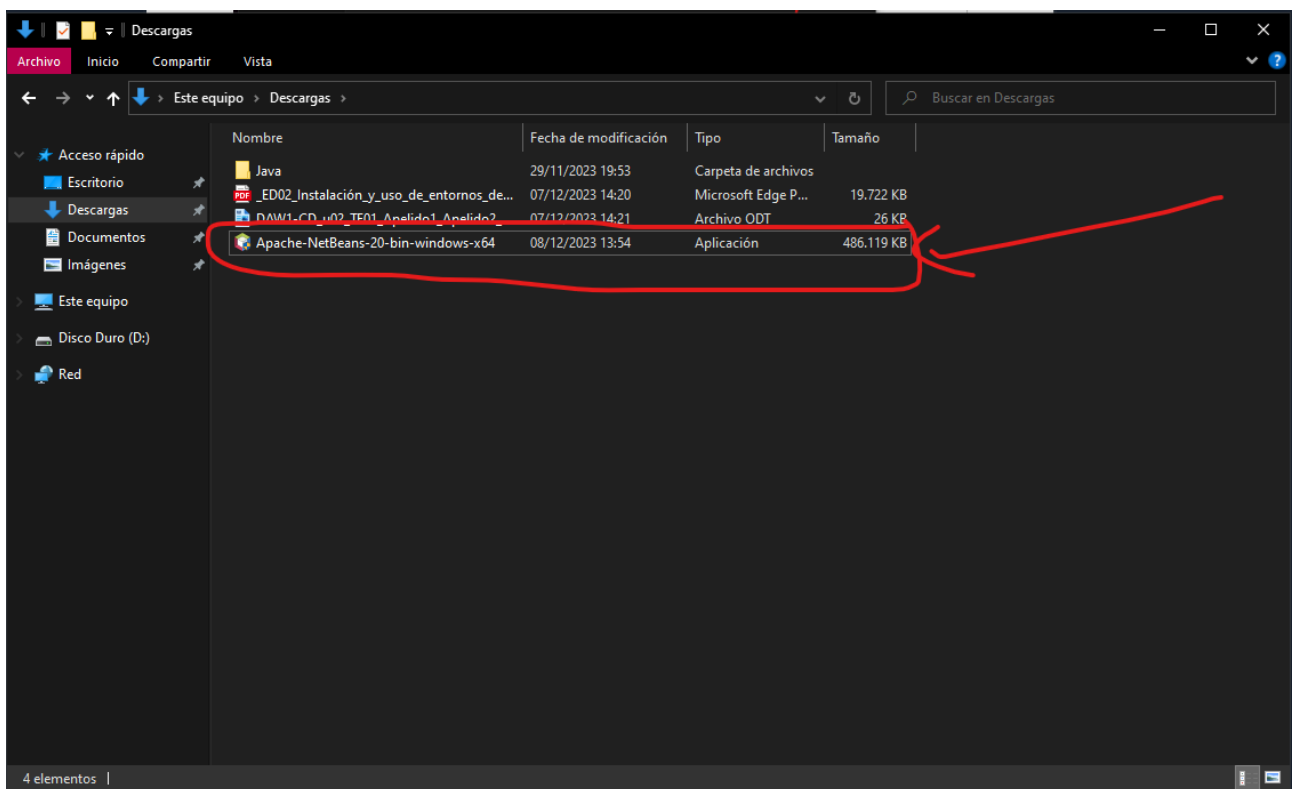 Descargas
Archivo Inicio Compartir Vista
Este equipo Descargas Buscar en Descargas
Nombre Fecha de modificación Tipo Tamaño
Acceso rápido
Escritorio
Descargas
Documentos
Imágenes
Este equipo
Disco Duro (D:)
Red
Java 29/11/2023 19:53 Carpeta de archivos
_ED02_Instalación_y_uso_de_entornos_de... 07/12/2023 14:20 Microsoft Edge P... 19.722 KB
DAW1-CD_u02_TE01_Apelido1_Apelido2_ 07/12/2023 14:21 Archivo ODT 26 KB
Apache-NetBeans-20-bin-windows-x64 08/12/2023 13:54 Aplicación 486.119 KB
4 elementos